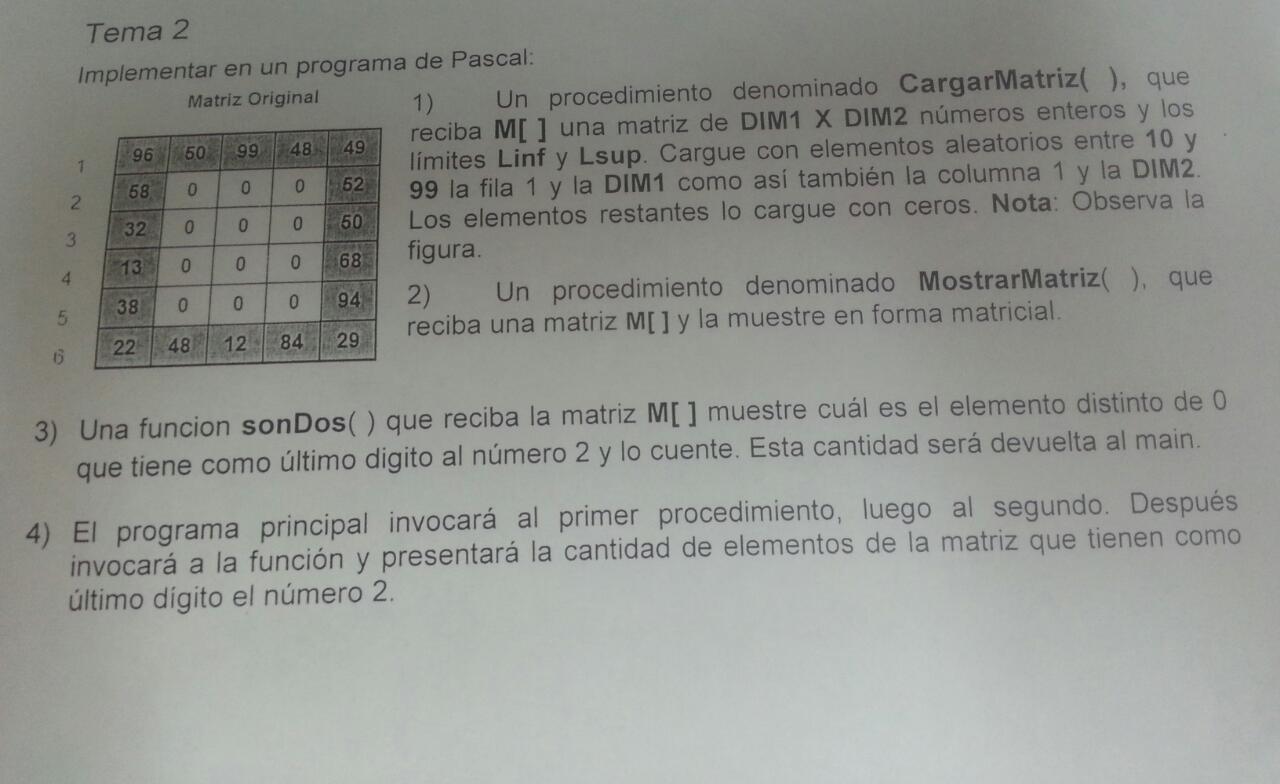 Tema 2
Implementar en un programa de Pascal:
Matriz Original
1 96 50 99 48 49
2 58 0 0 0 52
3 32 0 0 0 50
4 13 0 0 0 68
5 38 0 0 0 94
6 22 48 12 84 29
1) Un procedimiento denominado CargarMatriz( ), que
reciba M[ ] una matriz de DIM1 X DIM2 números enteros y los
límites Linf y Lsup. Cargue con elementos aleatorios entre 10 y
99 la fila 1 y la DIM1 como así también la columna 1 y la DIM2.
Los elementos restantes lo cargue con ceros. Nota: Observa la
figura.
2) Un procedimiento denominado MostrarMatriz( ), que
reciba una matriz M[ ] y la muestre en forma matricial.
3) Una funcion sonDos( ) que reciba la matriz M[ ] muestre cuál es el elemento distinto de 0
que tiene como último digito al número 2 y lo cuente. Esta cantidad será devuelta al main.
4) El programa principal invocará al primer procedimiento, luego al segundo. Después
invocará a la función y presentará la cantidad de elementos de la matriz que tienen como
último dígito el número 2.